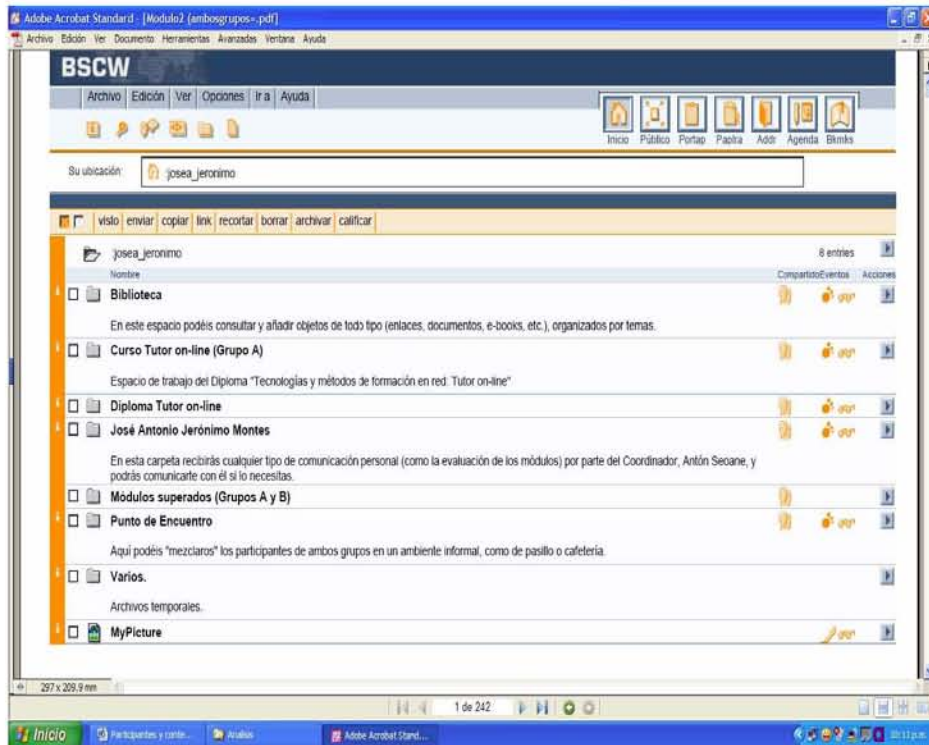 Adobe Acrobat Standard - [Modulo2 (ambosgrupos=.pdf]
Archivo Edición Ver Documento Herramientas Avanzadas Ventana Ayuda
BSCW
Archivo Edición Ver Opciones Ir a Ayuda
Inicio Público Portap Paplra Addr Agenda Bkmks
Su ubicación: :josea_jeronimo
visto enviar copiar link recortar borrar archivar calificar
:josea_jeronimo 8 entries
Nombre Compartido Eventos Acciones
Biblioteca
En este espacio podéis consultar y añadir objetos de todo tipo (enlaces, documentos, e-books, etc.), organizados por temas.
Curso Tutor on-line (Grupo A)
Espacio de trabajo del Diploma "Tecnologías y métodos de formación en red. Tutor on-line"
Diploma Tutor on-line
José Antonio Jerónimo Montes
En esta carpeta recibirás cualquier tipo de comunicación personal (como la evaluación de los módulos) por parte del Coordinador, Antón Seoane, y
podrás comunicarte con él si lo necesitas.
Módulos superados (Grupos A y B)
Punto de Encuentro
Aquí podéis "mezclaros" los participantes de ambos grupos en un ambiente informal, como de pasillo o cafetería.
Varios.
Archivos temporales.
MyPicture
297 x 209.9 mm
1 de 242
Inicio Participantes y conte... Analisis Adobe Acrobat Stand... 10:11 p.m.